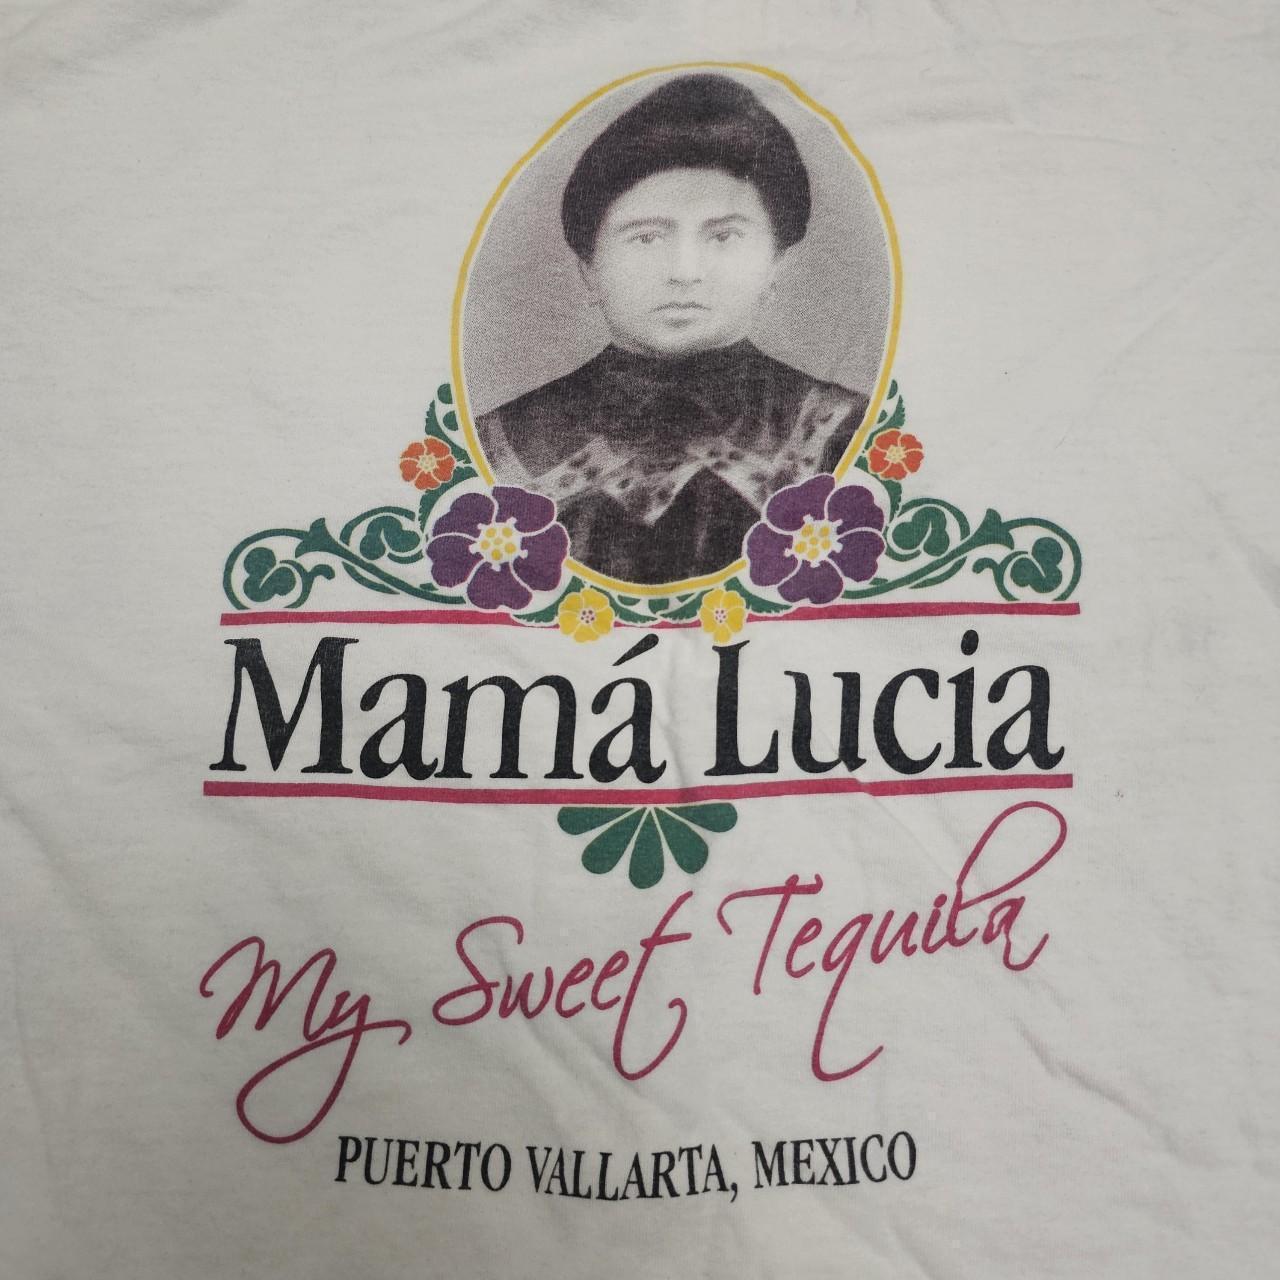 Mamá Lucia
My Sweet Tequila
PUERTO VALLARTA, MEXICO